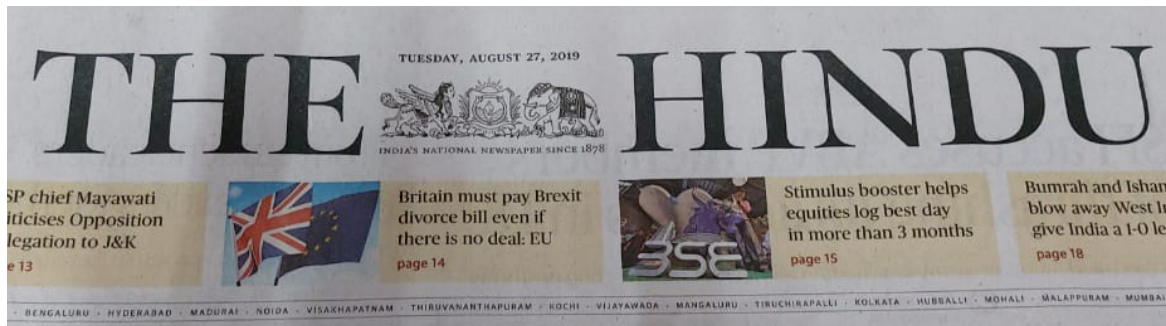 THE HINDU
TUESDAY, AUGUST 27, 2019
INDIA'S NATIONAL NEWSPAPER SINCE 1878
SP chief Mayawati
iticises Opposition
legation to J&K
e 13
Britain must pay Brexit
divorce bill even if
there is no deal: EU
page 14
BSE
Stimulus booster helps
equities log best day
in more than 3 months
page 15
Bumrah and Ishan
blow away West In
give India a 1-0 le
page 18
BENGALURU · HYDERABAD · MADURAI · NOIDA · VISAKHAPATNAM · THIRUVANANTHAPURAM · KOCHI · VIJAYAWADA · MANGALURU · TIRUCHIRAPALLI · KOLKATA · HUBBALLI · MOHALI · MALAPPURAM · MUMBAI